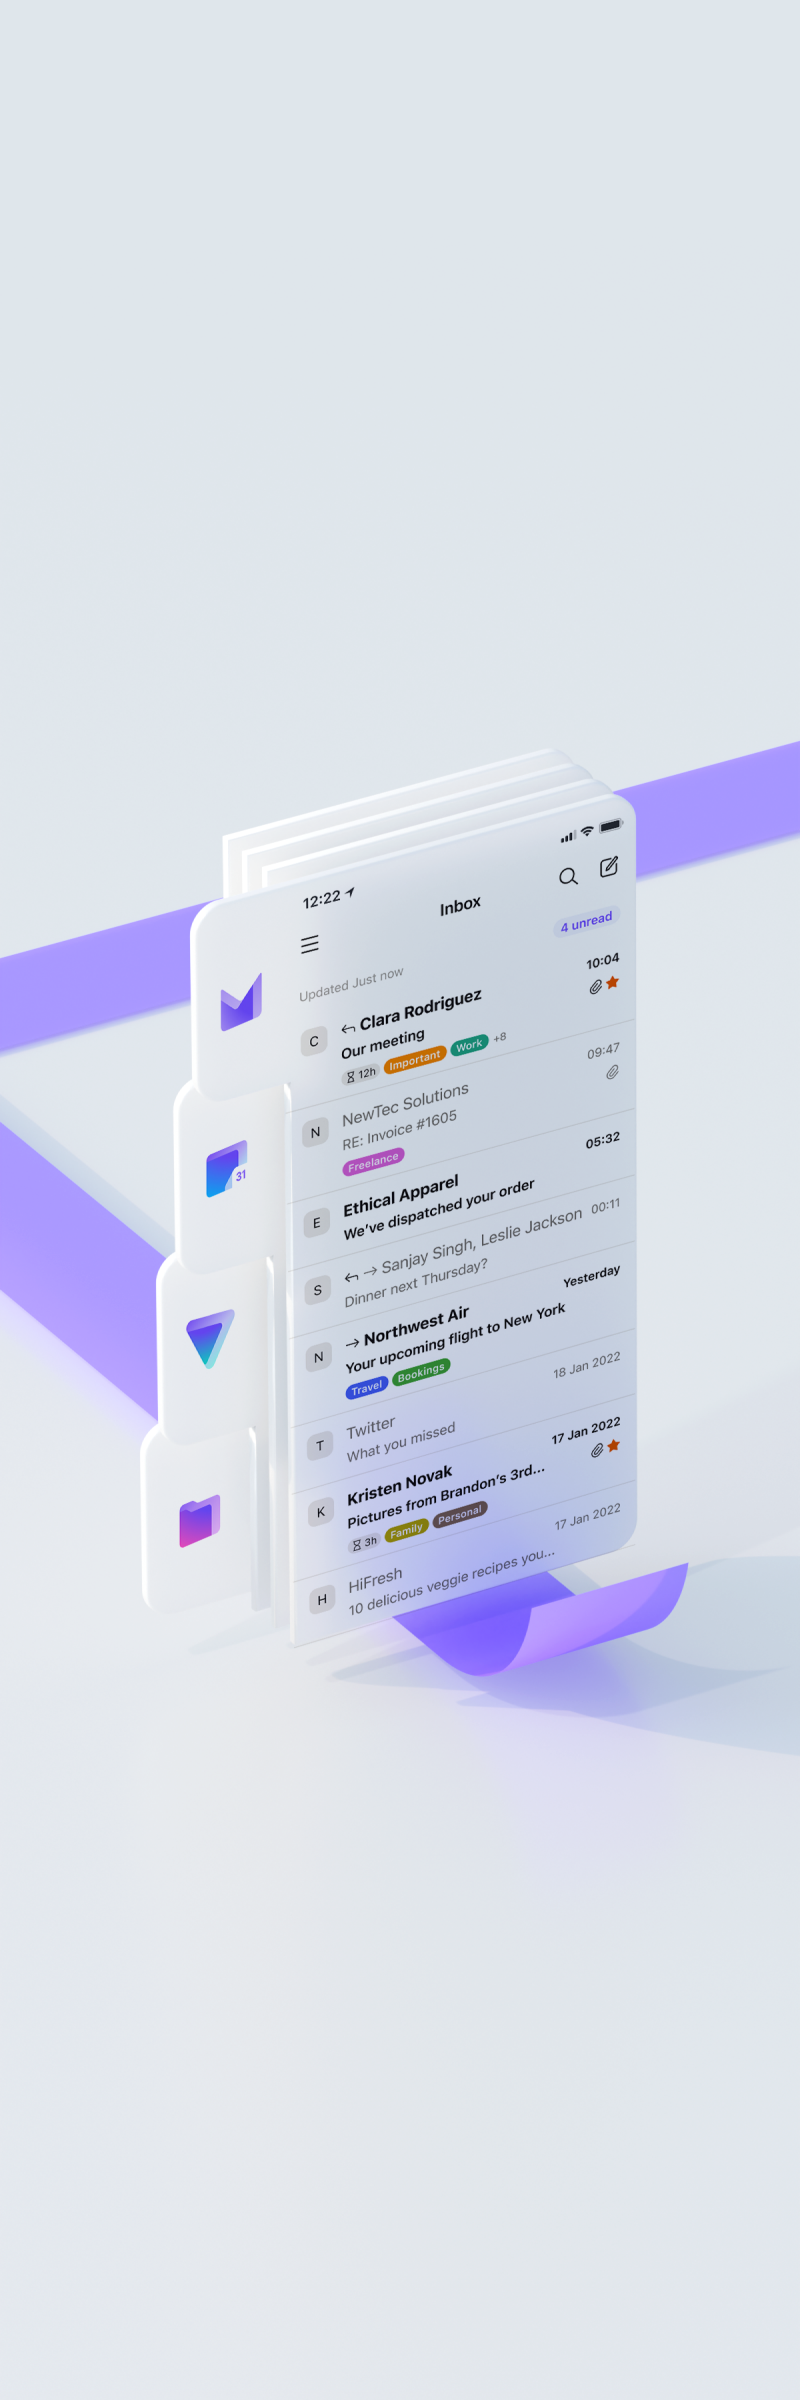 12:22
Inbox
4 unread
Updated Just now
C
Clara Rodriguez
10:04
Our meeting
12h Important Work +8
N
NewTec Solutions
09:47
RE: Invoice #1605
Freelance
E
Ethical Apparel
05:32
We've dispatched your order
S
Sanjay Singh, Leslie Jackson
00:11
Dinner next Thursday?
N
Northwest Air
Yesterday
Your upcoming flight to New York
Travel Bookings
T
Twitter
18 Jan 2022
What you missed
K
Kristen Novak
17 Jan 2022
Pictures from Brandon's 3rd...
3h Family Personal
H
HiFresh
17 Jan 2022
10 delicious veggie recipes you...
31